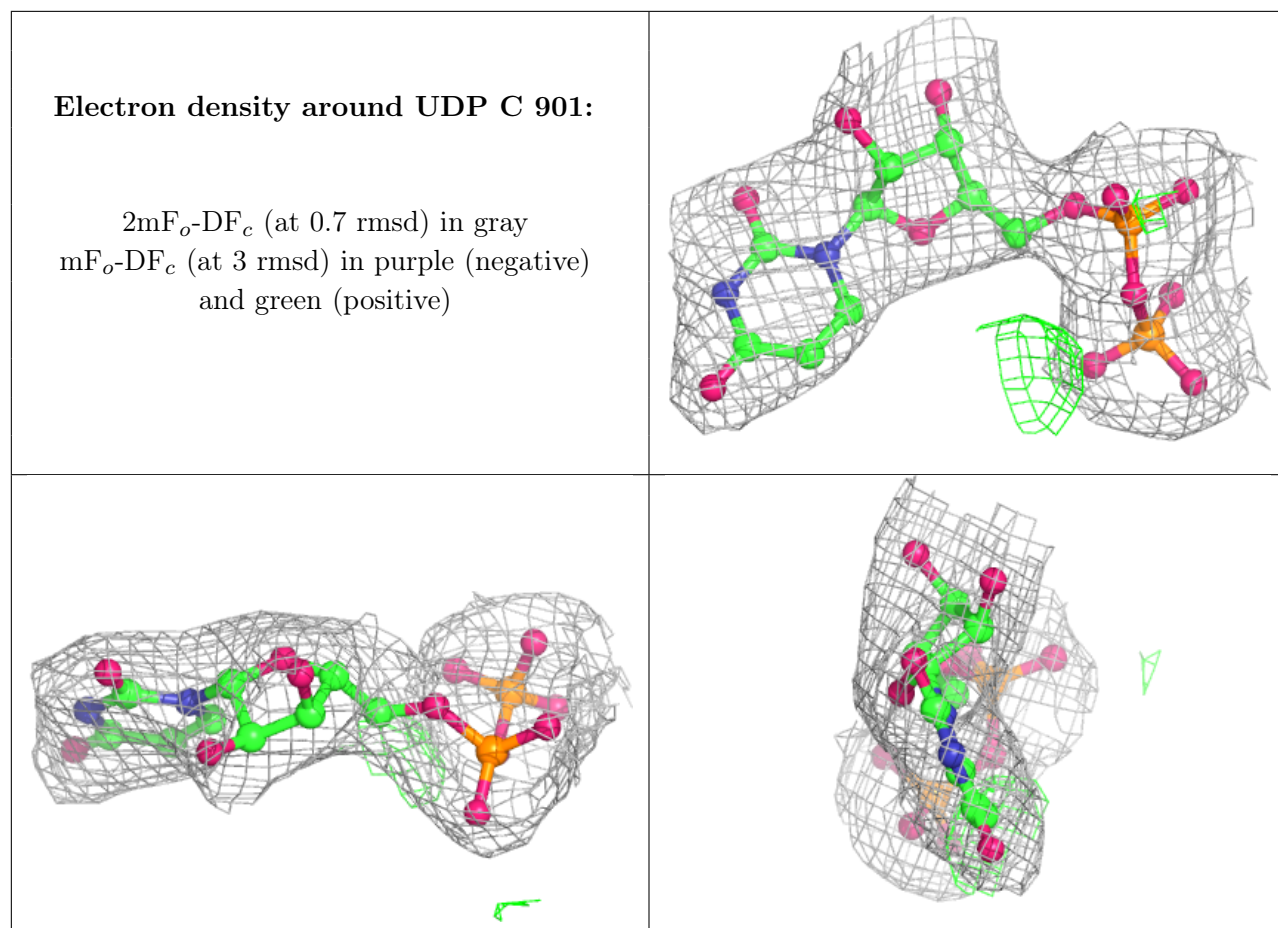 Electron density around UDP C 901:
2mFo-DFc (at 0.7 rmsd) in gray
mFo-DFc (at 3 rmsd) in purple (negative)
and green (positive)